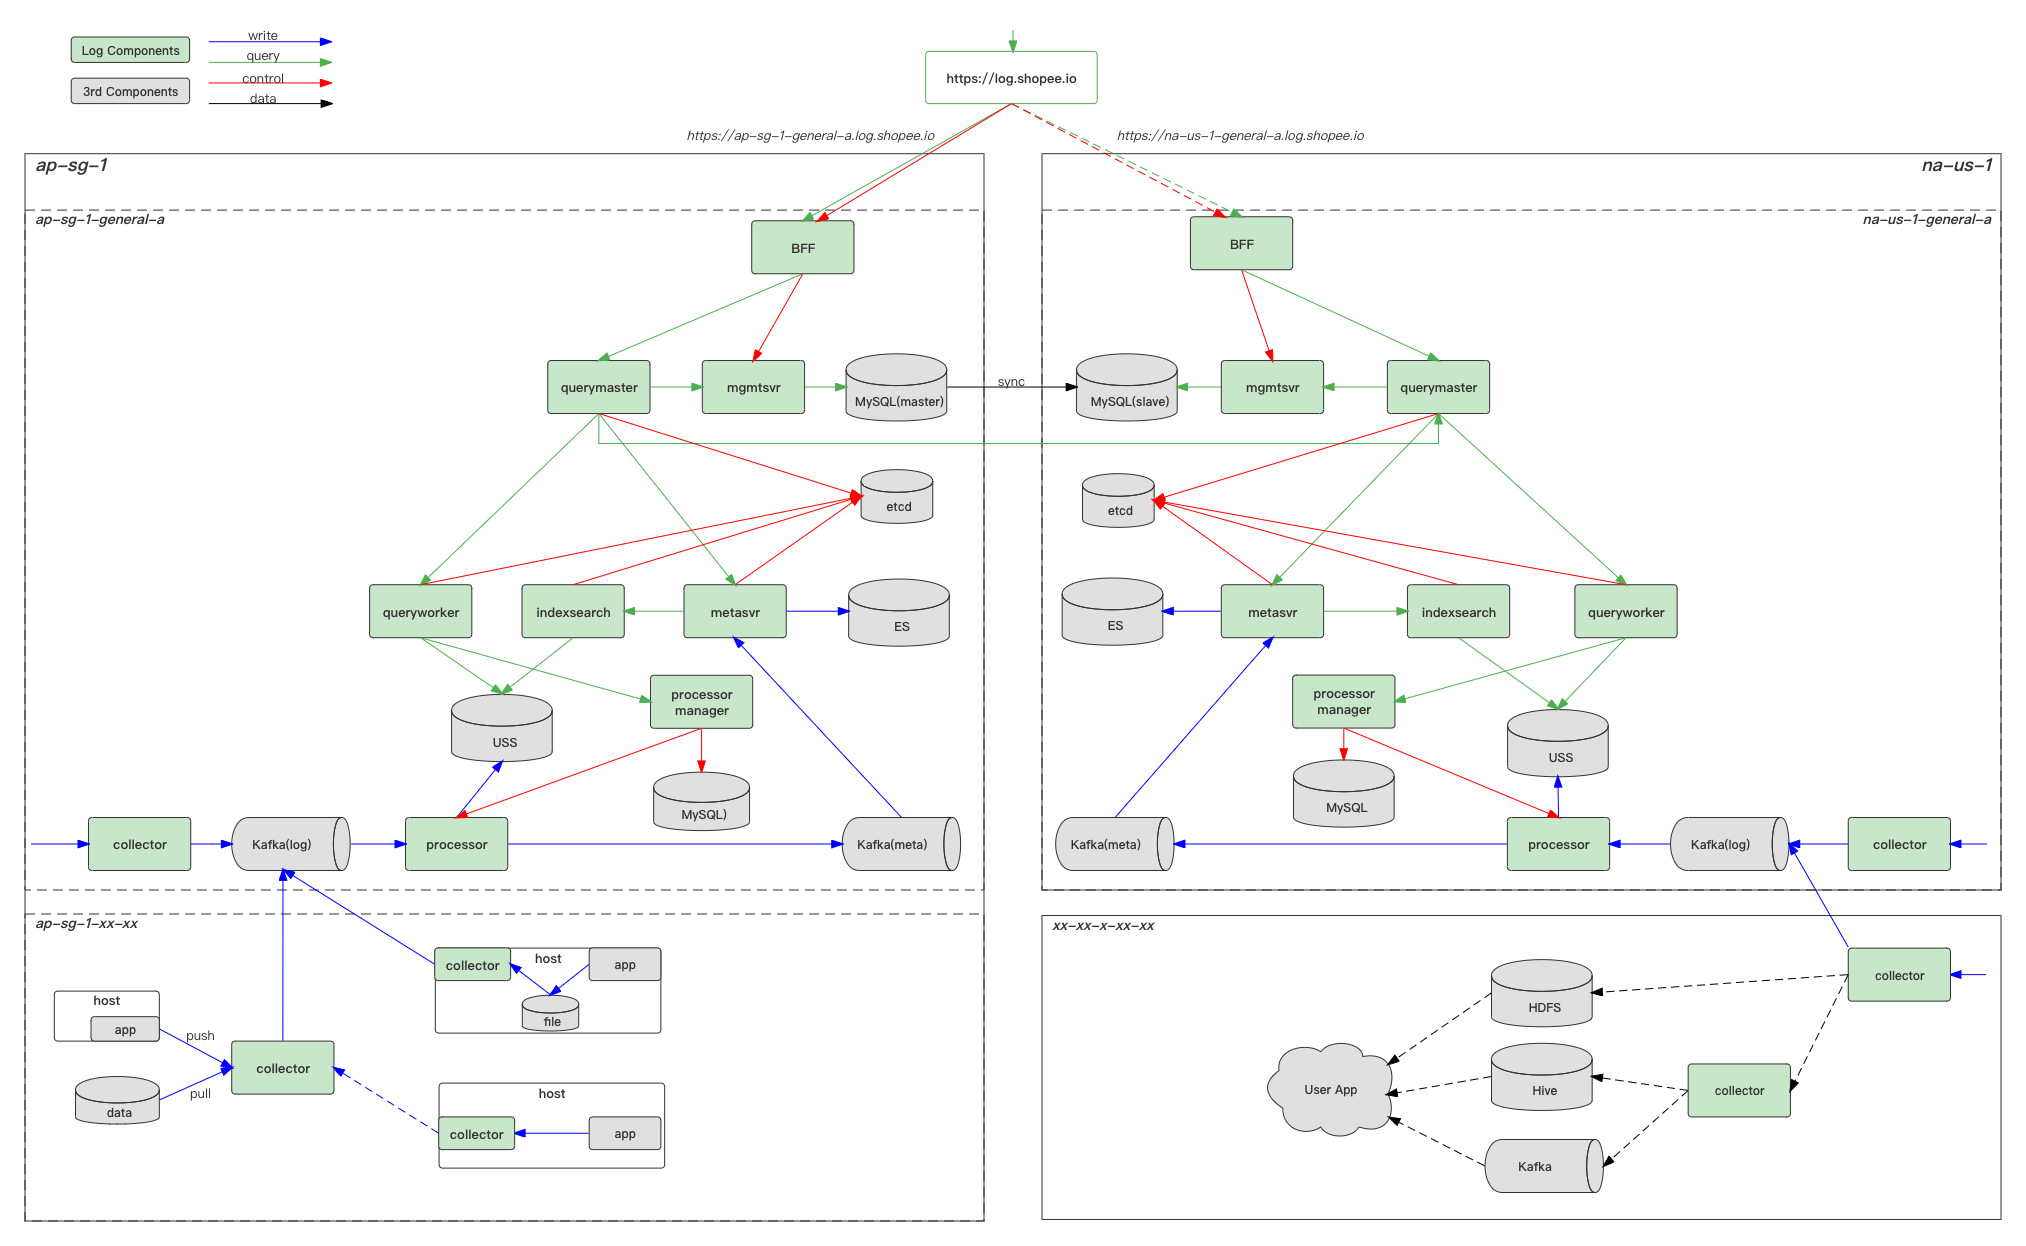 Log Components
write
query
3rd Components
control
data
https://log.shopee.io
https://ap-sg-1-general-a.log.shopee.io
https://na-us-1-general-a.log.shopee.io
ap-sg-1
na-us-1
ap-sg-1-general-a
na-us-1-general-a
BFF
BFF
querymaster
mgmtsvr
MySQL(master)
sync
MySQL(slave)
mgmtsvr
querymaster
etcd
etcd
queryworker
indexsearch
metasvr
ES
ES
metasvr
indexsearch
queryworker
processor
manager
USS
MySQL)
processor
manager
USS
MySQL
collector
Kafka(log)
processor
Kafka(meta)
Kafka(meta)
processor
Kafka(log)
collector
ap-sg-1-xx-xx
host
app
push
data
pull
collector
collector
host
app
file
host
collector
app
xx-xx-x-xx-xx
collector
HDFS
User App
Hive
collector
Kafka